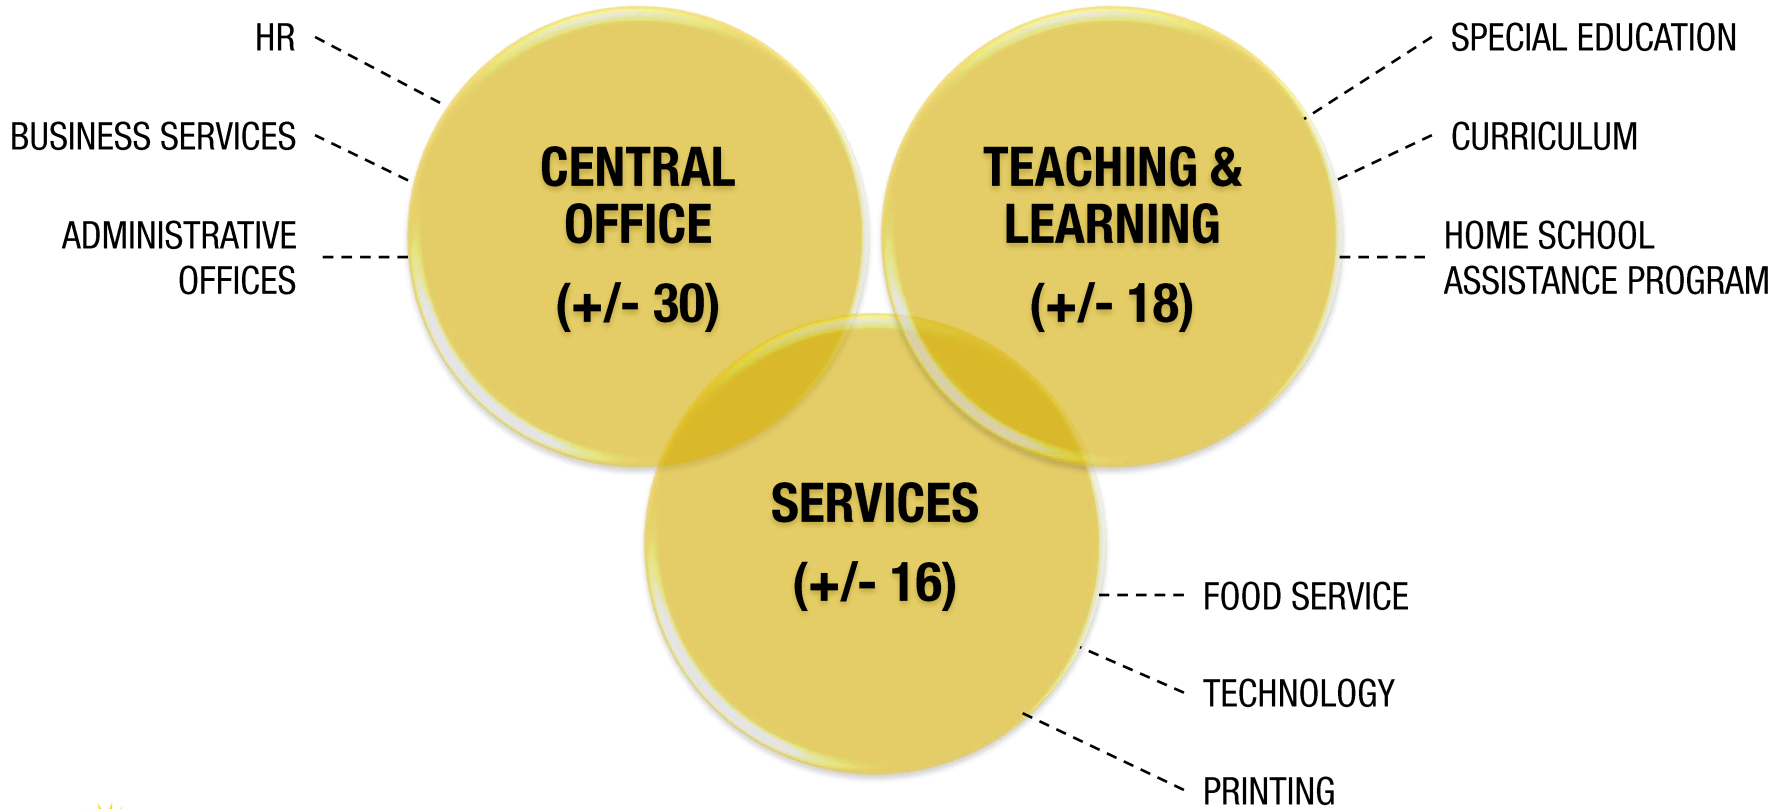 HR
BUSINESS SERVICES
ADMINISTRATIVE
OFFICES
CENTRAL
OFFICE
(+/- 30)
TEACHING &
LEARNING
(+/- 18)
SPECIAL EDUCATION
CURRICULUM
HOME SCHOOL
ASSISTANCE PROGRAM
SERVICES
(+/- 16)
FOOD SERVICE
TECHNOLOGY
PRINTING